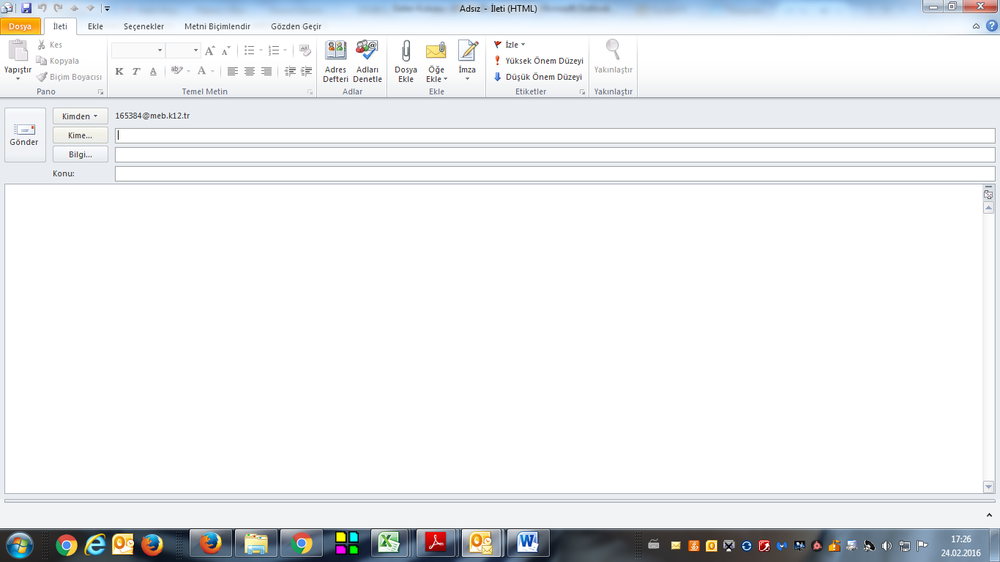 Adsız - İleti (HTML)
Dosya İleti Ekle Seçenekler Metni Biçimlendir Gözden Geçir
Yapıştır
Kes
Kopyala
Biçim Boyacısı
Pano
K T A
Temel Metin
Adres Defteri
Adları Denetle
Adlar
Dosya Ekle
Öğe Ekle
İmza
Ekle
İzle
Yüksek Önem Düzeyi
Düşük Önem Düzeyi
Etiketler
Yakınlaştır
Yakınlaştır
Gönder
Kimden 165384@meb.k12.tr
Kime...
Bilgi...
Konu:
17:26
24.02.2016